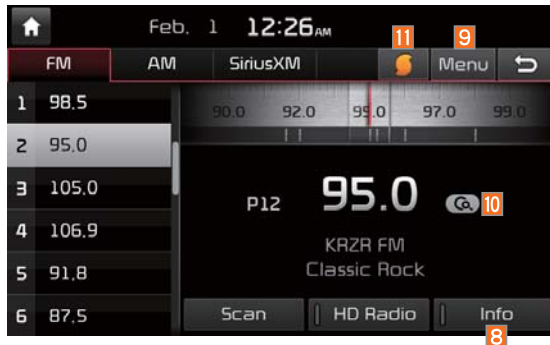 Feb. 1 12:26 AM
11 9
FM AM SiriusXM Menu
1 98.5
2 95.0
3 105.0
4 106.9
5 91.8
6 87.5
90.0 92.0 95.0 97.0 99.0
P12 95.0 10
KRZR FM
Classic Rock
Scan HD Radio Info
8